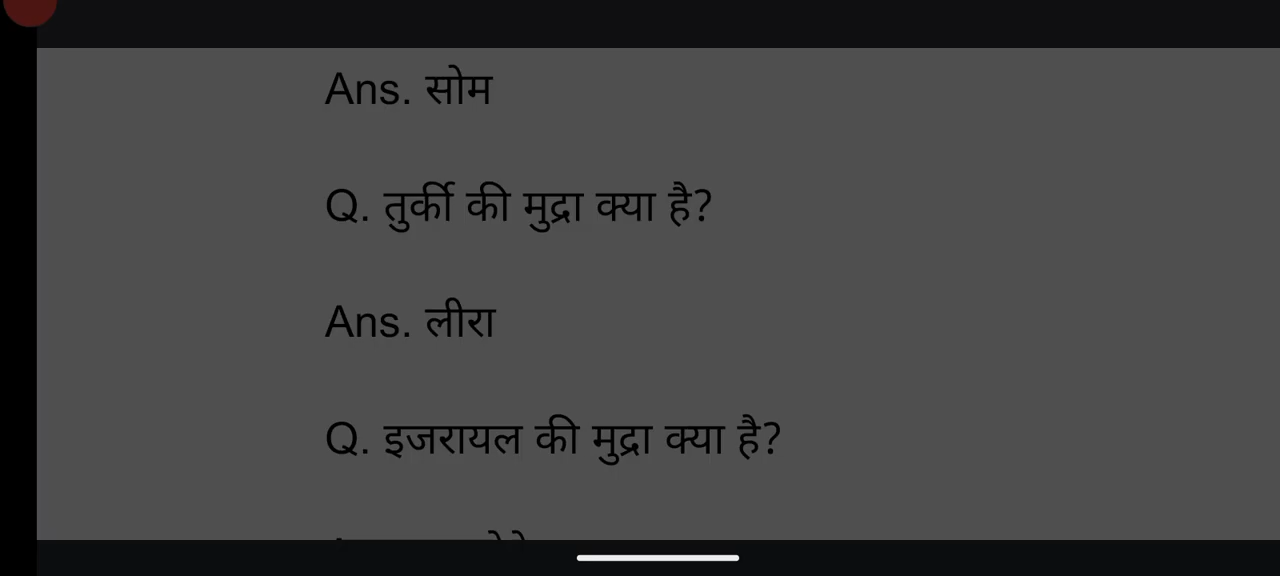 Ans. सोम
Q. तुर्की की मुद्रा क्या है?
Ans. लीरा
Q. इजरायल की मुद्रा क्या है?